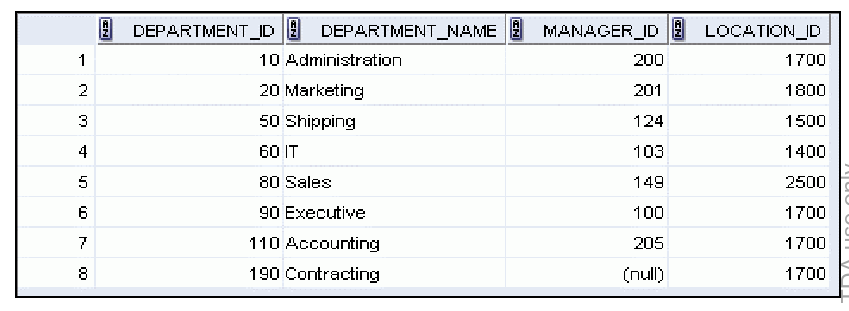 DEPARTMENT_ID DEPARTMENT_NAME MANAGER_ID LOCATION_ID
1 10 Administration 200 1700
2 20 Marketing 201 1800
3 50 Shipping 124 1500
4 60 IT 103 1400
5 80 Sales 149 2500
6 90 Executive 100 1700
7 110 Accounting 205 1700
8 190 Contracting (null) 1700
use only